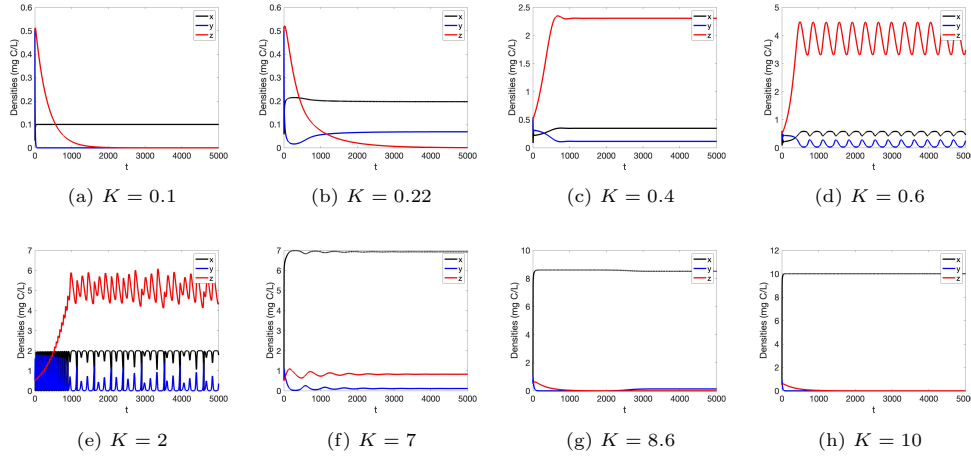 0.6
0.5
0.4
0.3
0.2
0.1
0
Densities (mg C/L)
x
y
z
0 1000 2000 3000 4000 5000
t
(a) K = 0.1
0.6
0.5
0.4
0.3
0.2
0.1
0
Densities (mg C/L)
x
y
z
0 1000 2000 3000 4000 5000
t
(b) K = 0.22
2.5
2
1.5
1
0.5
0
Densities (mg C/L)
x
y
z
0 1000 2000 3000 4000 5000
t
(c) K = 0.4
5
4
3
2
1
0
Densities (mg C/L)
x
y
z
0 1000 2000 3000 4000 5000
t
(d) K = 0.6
7
6
5
4
3
2
1
0
Densities (mg C/L)
x
y
z
0 1000 2000 3000 4000 5000
t
(e) K = 2
7
6
5
4
3
2
1
0
Densities (mg C/L)
x
y
z
0 1000 2000 3000 4000 5000
t
(f) K = 7
10
8
6
4
2
0
Densities (mg C/L)
x
y
z
0 1000 2000 3000 4000 5000
t
(g) K = 8.6
12
10
8
6
4
2
0
Densities (mg C/L)
x
y
z
0 1000 2000 3000 4000 5000
t
(h) K = 10